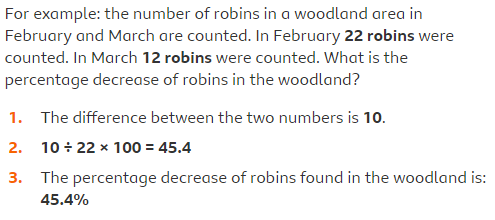 For example: the number of robins in a woodland area in
February and March are counted. In February 22 robins were
counted. In March 12 robins were counted. What is the
percentage decrease of robins in the woodland?
1. The difference between the two numbers is 10.
2. 10 ÷ 22 × 100 = 45.4
3. The percentage decrease of robins found in the woodland is:
45.4%